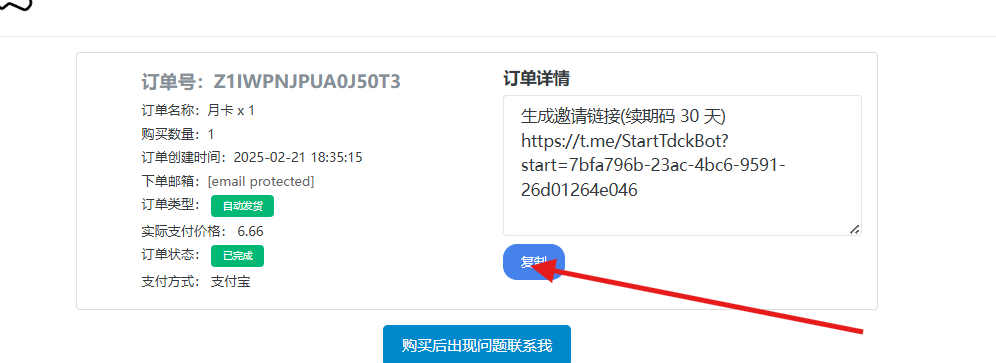 订单号：Z1IWPNJPUA0J50T3
订单名称：月卡 x 1
购买数量：1
订单创建时间：2025-02-21 18:35:15
下单邮箱：[email protected]
订单类型：自动发货
实际支付价格：6.66
订单状态：已完成
支付方式：支付宝
订单详情
生成邀请链接(续期码 30 天)
https://t.me/StartTdckBot?
start=7bfa796b-23ac-4bc6-9591-
26d01264e046
复制
购买后出现问题联系我